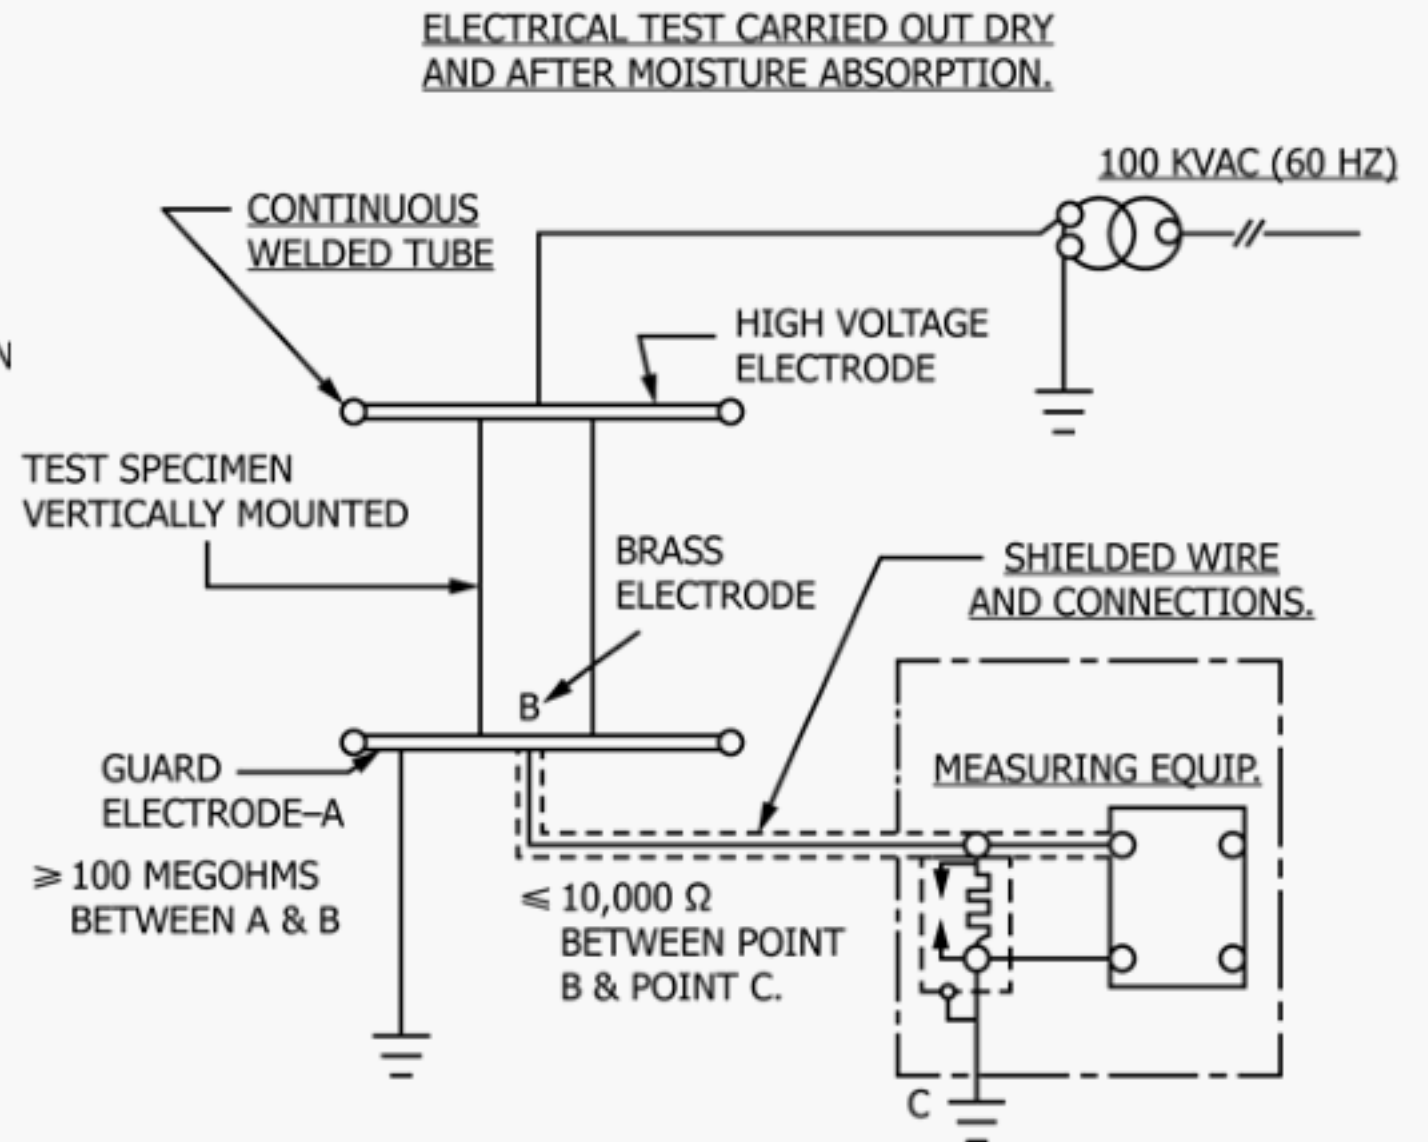 ELECTRICAL TEST CARRIED OUT DRY
AND AFTER MOISTURE ABSORPTION.
100 KVAC (60 HZ)
CONTINUOUS
WELDED TUBE
HIGH VOLTAGE
ELECTRODE
N
TEST SPECIMEN
VERTICALLY MOUNTED
BRASS
ELECTRODE
SHIELDED WIRE
AND CONNECTIONS.
B
MEASURING EQUIP.
GUARD
ELECTRODE–A
⩾ 100 MEGOHMS
BETWEEN A & B
⩽ 10,000 Ω
BETWEEN POINT
B & POINT C.
C